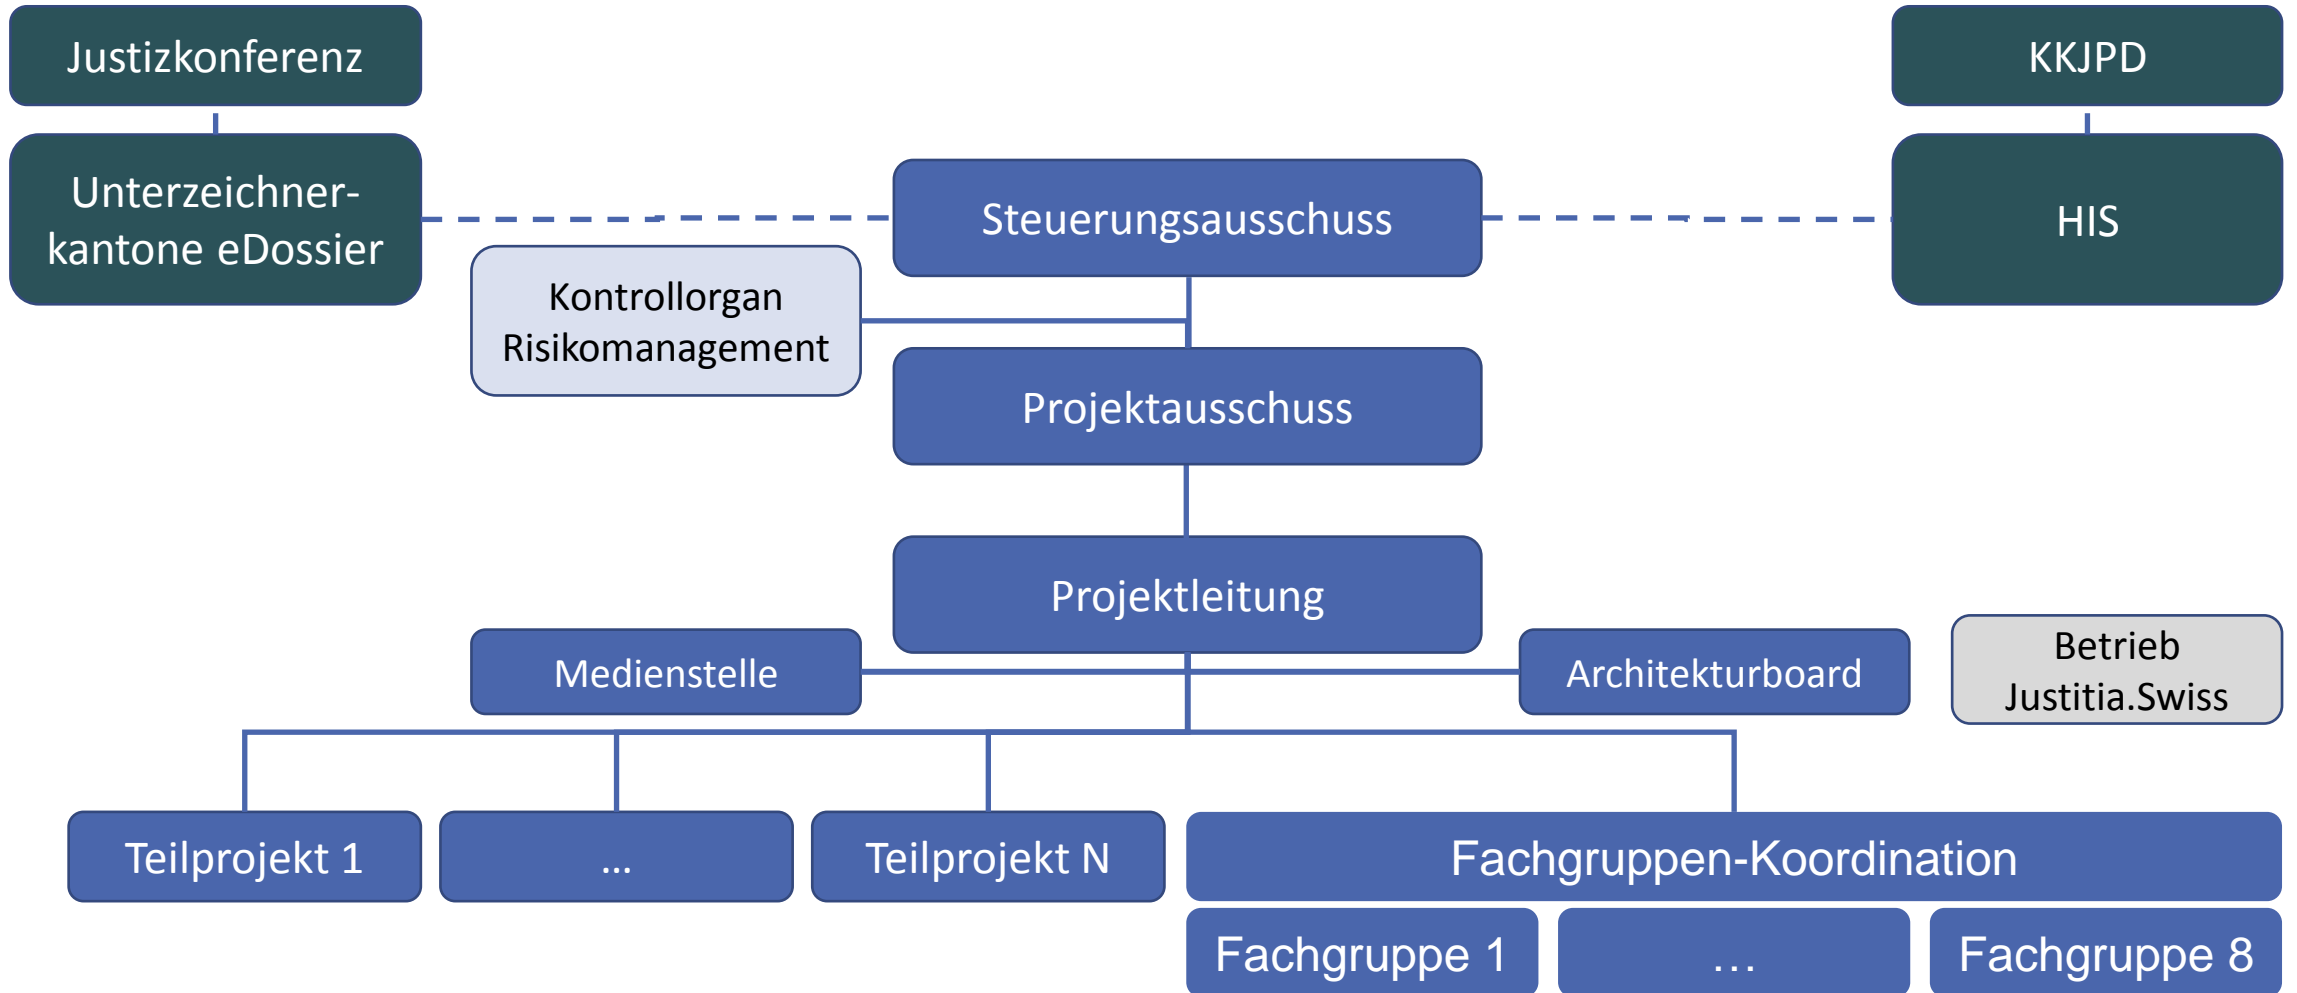 Justizkonferenz
KKJPD
Unterzeichner-
kantone eDossier
Steuerungsausschuss
HIS
Kontrollorgan
Risikomanagement
Projektausschuss
Projektleitung
Medienstelle
Architekturboard
Betrieb
Justitia.Swiss
Teilprojekt 1
...
Teilprojekt N
Fachgruppen-Koordination
Fachgruppe 1
...
Fachgruppe 8